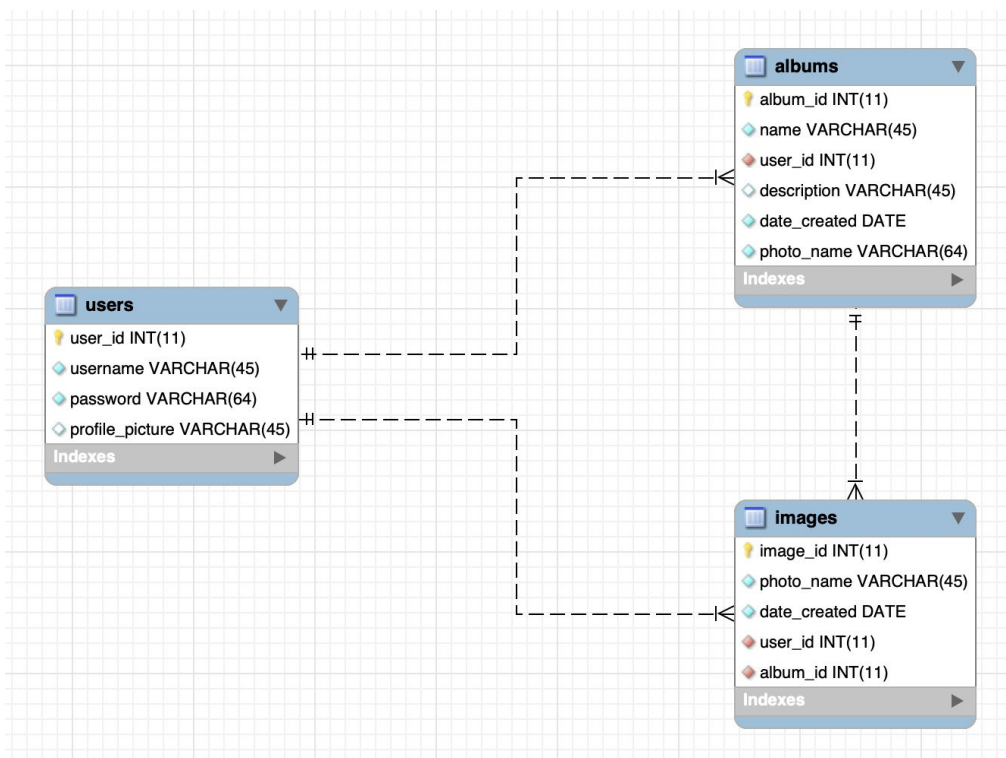 albums
album_id INT(11)
name VARCHAR(45)
user_id INT(11)
description VARCHAR(45)
date_created DATE
photo_name VARCHAR(64)
Indexes
users
user_id INT(11)
username VARCHAR(45)
password VARCHAR(64)
profile_picture VARCHAR(45)
Indexes
images
image_id INT(11)
photo_name VARCHAR(45)
date_created DATE
user_id INT(11)
album_id INT(11)
Indexes